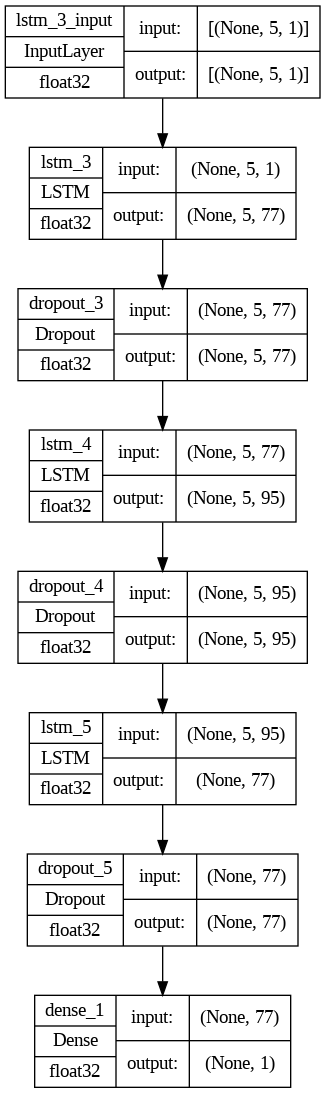 lstm_3_input input: [(None, 5, 1)]
InputLayer
float32 output: [(None, 5, 1)]
lstm_3 input: (None, 5, 1)
LSTM
float32 output: (None, 5, 77)
dropout_3 input: (None, 5, 77)
Dropout
float32 output: (None, 5, 77)
lstm_4 input: (None, 5, 77)
LSTM
float32 output: (None, 5, 95)
dropout_4 input: (None, 5, 95)
Dropout
float32 output: (None, 5, 95)
lstm_5 input: (None, 5, 95)
LSTM
float32 output: (None, 77)
dropout_5 input: (None, 77)
Dropout
float32 output: (None, 77)
dense_1 input: (None, 77)
Dense
float32 output: (None, 1)